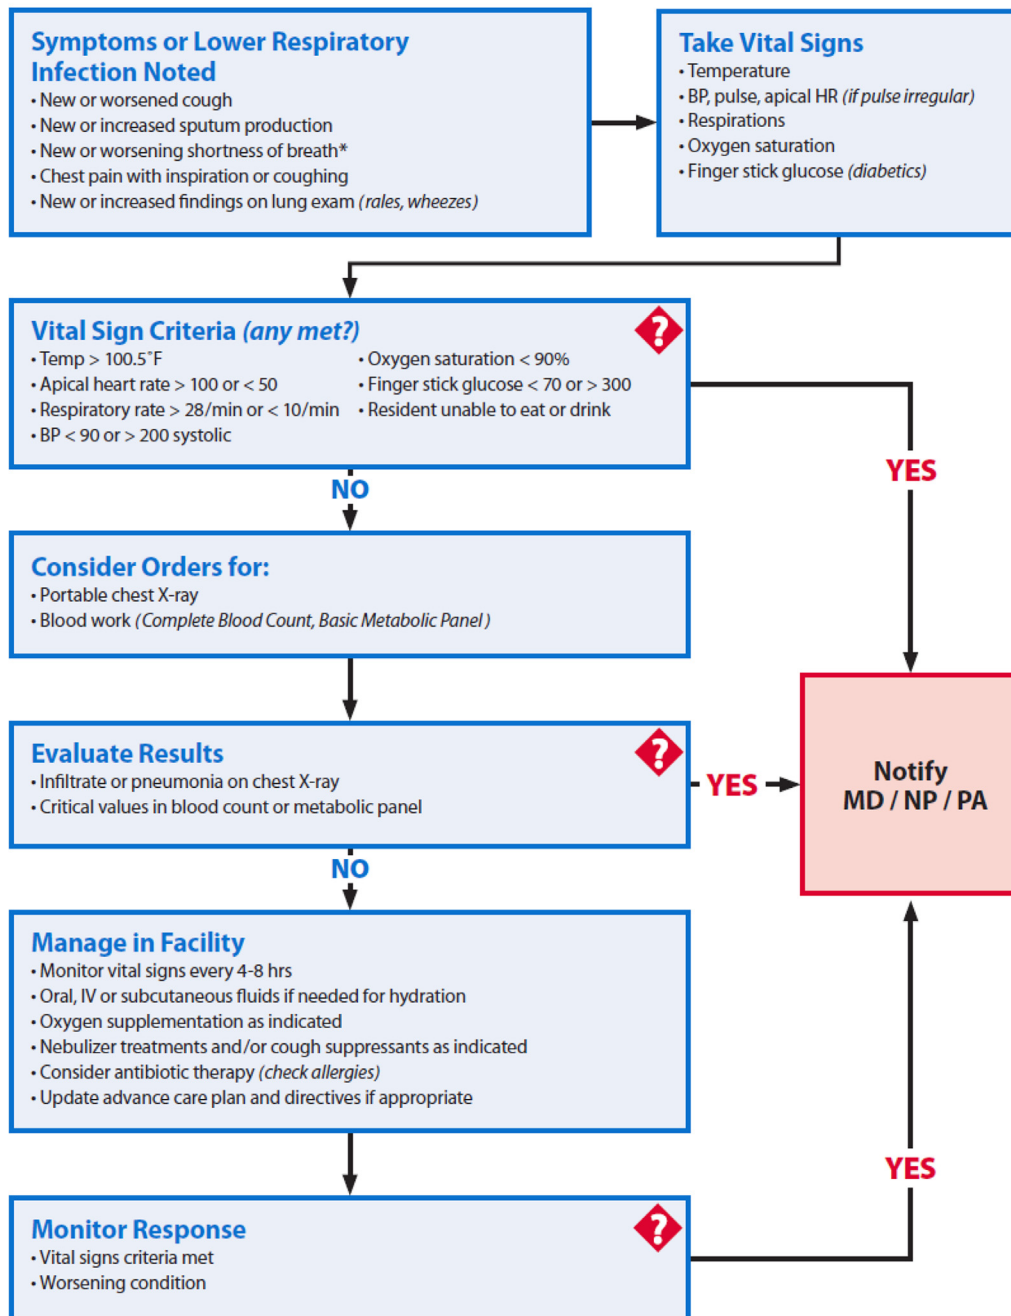 Symptoms or Lower Respiratory
Infection Noted
• New or worsened cough
• New or increased sputum production
• New or worsening shortness of breath*
• Chest pain with inspiration or coughing
• New or increased findings on lung exam (rales, wheezes)
Take Vital Signs
• Temperature
• BP, pulse, apical HR (if pulse irregular)
• Respirations
• Oxygen saturation
• Finger stick glucose (diabetics)
Vital Sign Criteria (any met?)
?
• Temp > 100.5˚F
• Apical heart rate > 100 or < 50
• Respiratory rate > 28/min or < 10/min
• BP < 90 or > 200 systolic
• Oxygen saturation < 90%
• Finger stick glucose < 70 or > 300
• Resident unable to eat or drink
YES
NO
Consider Orders for:
• Portable chest X-ray
• Blood work (Complete Blood Count, Basic Metabolic Panel)
Evaluate Results
?
• Infiltrate or pneumonia on chest X-ray
• Critical values in blood count or metabolic panel
YES
Notify
MD / NP / PA
NO
Manage in Facility
• Monitor vital signs every 4-8 hrs
• Oral, IV or subcutaneous fluids if needed for hydration
• Oxygen supplementation as indicated
• Nebulizer treatments and/or cough suppressants as indicated
• Consider antibiotic therapy (check allergies)
• Update advance care plan and directives if appropriate
YES
Monitor Response
?
• Vital signs criteria met
• Worsening condition